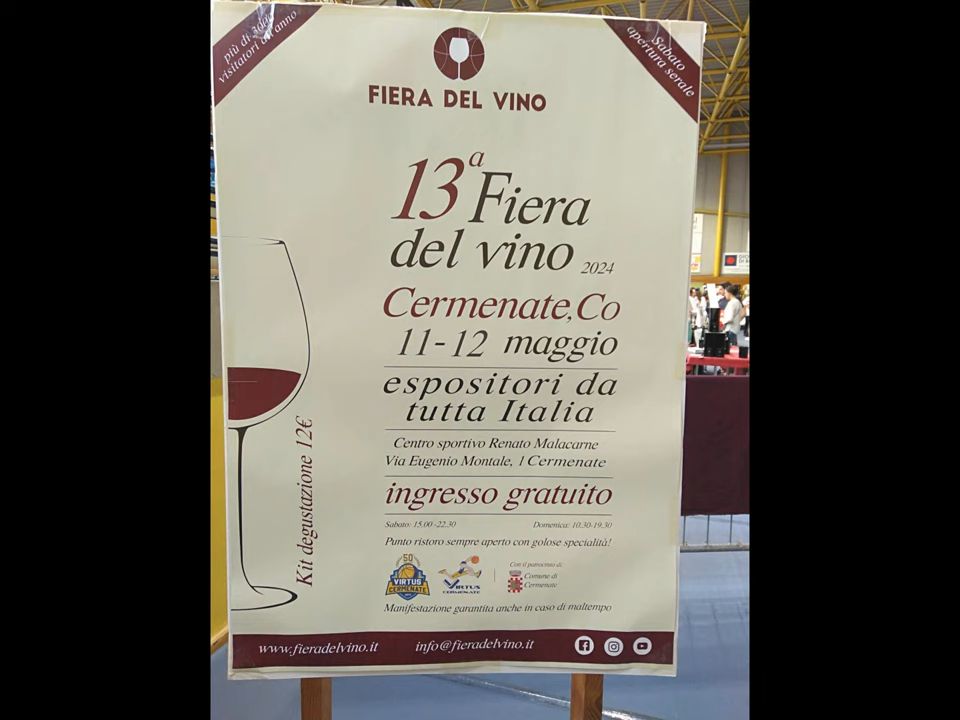 più di 3000
visitatori l'anno
Sabato
apertura serale
FIERA DEL VINO
13ª Fiera
del vino 2024
Cermenate, Co
11-12 maggio
espositori da
tutta Italia
Centro sportivo Renato Malacarne
Via Eugenio Montale, 1 Cermenate
ingresso gratuito
Sabato: 15.00-22.30 Domenica: 10.30-19.30
Punto ristoro sempre aperto con golose specialità!
Kit degustazione 12€
50
VIRTUS
CERMENATE
VIRTUS
CERMENATE
Con il patrocinio di:
Comune di
Cermenate
Manifestazione garantita anche in caso di maltempo
www.fieradelvino.it info@fieradelvino.it